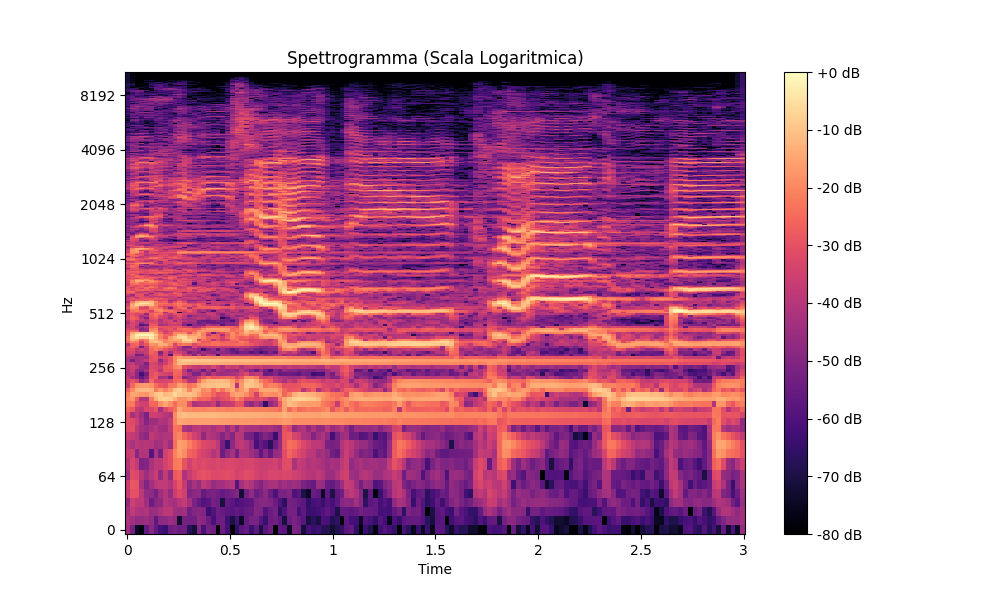 Spettrogramma (Scala Logaritmica)
Hz
8192
4096
2048
1024
512
256
128
64
0
0
0.5
1
1.5
2
2.5
3
Time
+0 dB
-10 dB
-20 dB
-30 dB
-40 dB
-50 dB
-60 dB
-70 dB
-80 dB